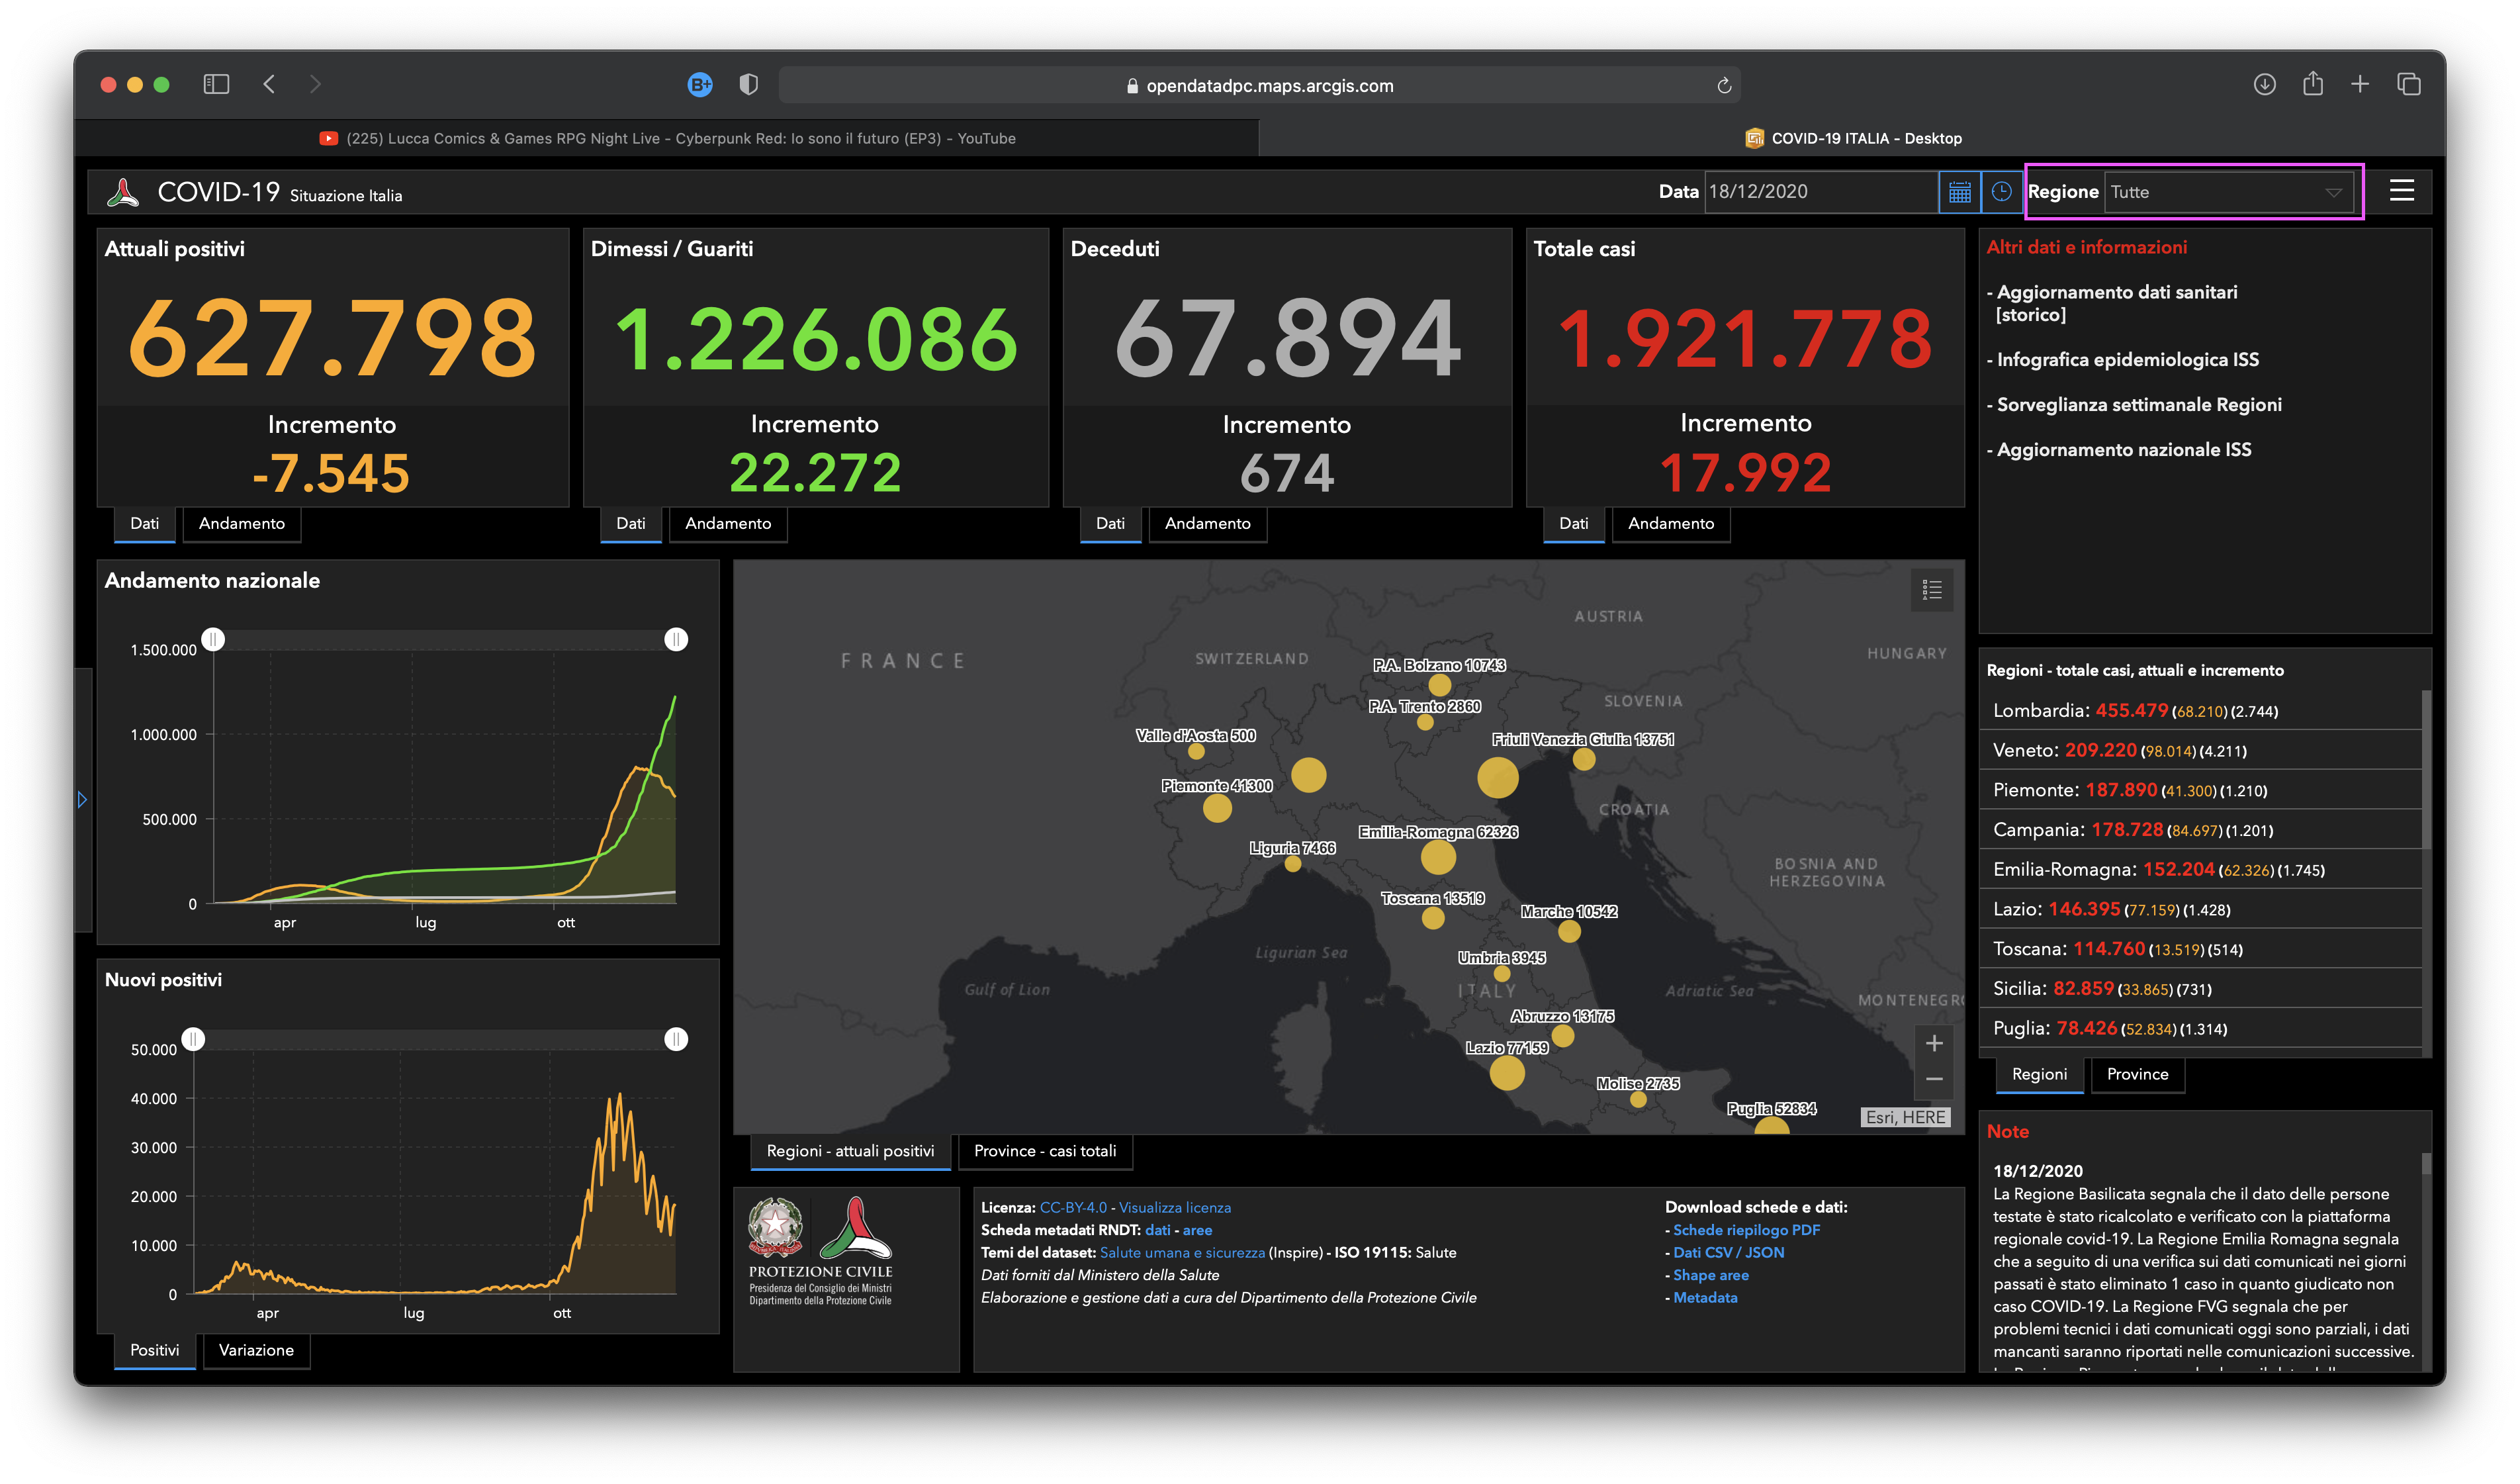 opendatadpc.maps.arcgis.com
(225) Lucca Comics & Games RPG Night Live - Cyberpunk Red: Io sono il futuro (EP3) - YouTube
COVID-19 ITALIA - Desktop
COVID-19 Situazione Italia
Data 18/12/2020
Regione Tutte
Attuali positivi
627.798
Incremento
-7.545
Dati Andamento
Dimessi / Guariti
1.226.086
Incremento
22.272
Dati Andamento
Deceduti
67.894
Incremento
674
Dati Andamento
Totale casi
1.921.778
Incremento
17.992
Dati Andamento
Altri dati e informazioni
- Aggiornamento dati sanitari
[storico]
- Infografica epidemiologica ISS
- Sorveglianza settimanale Regioni
- Aggiornamento nazionale ISS
Andamento nazionale
1.500.000
1.000.000
500.000
0
apr lug ott
Nuovi positivi
50.000
40.000
30.000
20.000
10.000
0
apr lug ott
Positivi Variazione
AUSTRIA
FRANCE
SWITZERLAND
HUNGARY
P.A. Bolzano 10743
SLOVENIA
P.A. Trento 2860
Valle d'Aosta 500
Friuli Venezia Giulia 13751
Piemonte 41300
CROATIA
Emilia-Romagna 62326
Liguria 7466
BOSNIA AND
HERZEGOVINA
Toscana 13519
Marche 10542
Ligurian Sea
Umbria 3945
Gulf of Lion
ITALY
Adriatic Sea
MONTENEGRO
Abruzzo 13175
Lazio 77159
Molise 2735
Puglia 52834
Esri, HERE
Regioni - attuali positivi Province - casi totali
Regioni - totale casi, attuali e incremento
Lombardia: 455.479 (68.210) (2.744)
Veneto: 209.220 (98.014) (4.211)
Piemonte: 187.890 (41.300) (1.210)
Campania: 178.728 (84.697) (1.201)
Emilia-Romagna: 152.204 (62.326) (1.745)
Lazio: 146.395 (77.159) (1.428)
Toscana: 114.760 (13.519) (514)
Sicilia: 82.859 (33.865) (731)
Puglia: 78.426 (52.834) (1.314)
Regioni Province
PROTEZIONE CIVILE
Presidenza del Consiglio dei Ministri
Dipartimento della Protezione Civile
Licenza: CC-BY-4.0 - Visualizza licenza
Scheda metadati RNDT: dati - aree
Temi del dataset: Salute umana e sicurezza (Inspire) - ISO 19115: Salute
Dati forniti dal Ministero della Salute
Elaborazione e gestione dati a cura del Dipartimento della Protezione Civile
Download schede e dati:
- Schede riepilogo PDF
- Dati CSV / JSON
- Shape aree
- Metadata
Note
18/12/2020
La Regione Basilicata segnala che il dato delle persone
testate è stato ricalcolato e verificato con la piattaforma
regionale covid-19. La Regione Emilia Romagna segnala
che a seguito di una verifica sui dati comunicati nei giorni
passati è stato eliminato 1 caso in quanto giudicato non
caso COVID-19. La Regione FVG segnala che per
problemi tecnici i dati comunicati oggi sono parziali, i dati
mancanti saranno riportati nelle comunicazioni successive.